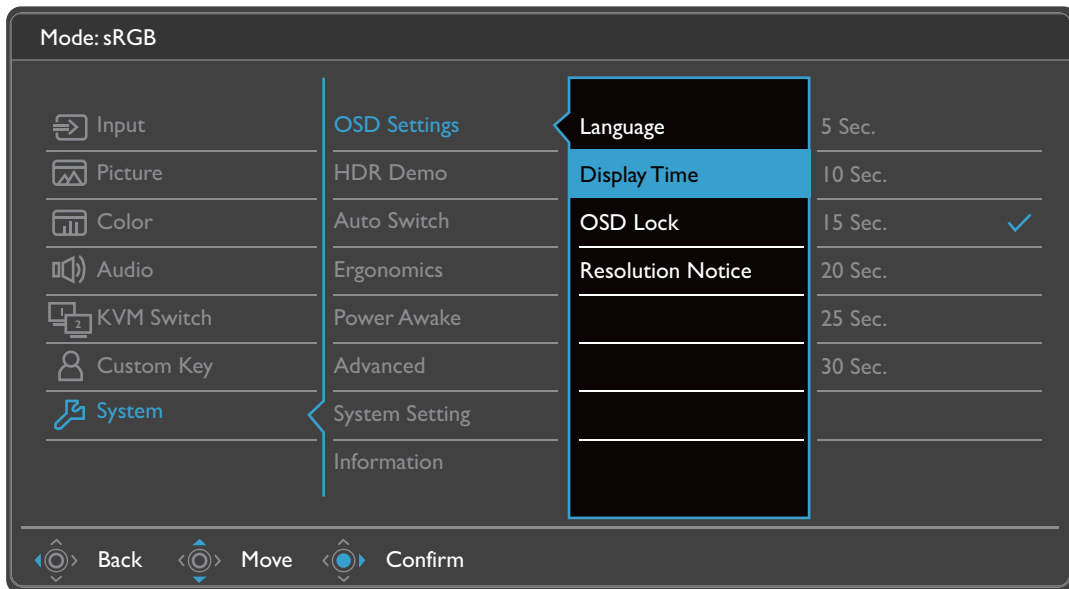 Mode: sRGB
Input
Picture
Color
Audio
1 2 KVM Switch
Custom Key
System
OSD Settings
HDR Demo
Auto Switch
Ergonomics
Power Awake
Advanced
System Setting
Information
Language
Display Time
OSD Lock
Resolution Notice
5 Sec.
10 Sec.
15 Sec.
20 Sec.
25 Sec.
30 Sec.
Back Move Confirm